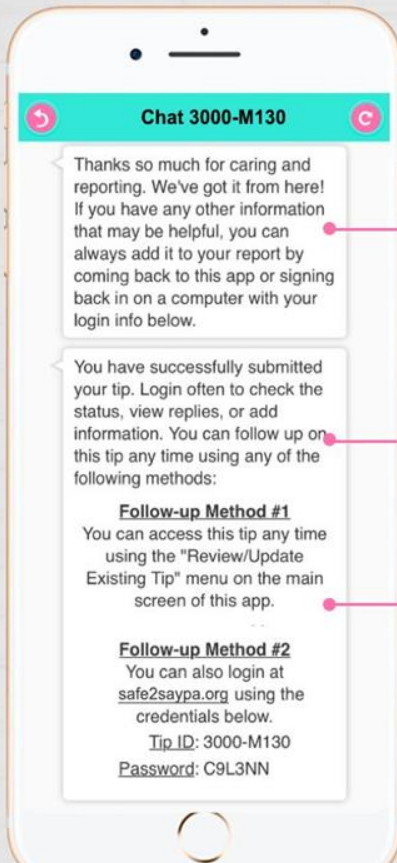 Chat 3000-M130
Thanks so much for caring and
reporting. We've got it from here!
If you have any other information
that may be helpful, you can
always add it to your report by
coming back to this app or signing
back in on a computer with your
login info below.
You have successfully submitted
your tip. Login often to check the
status, view replies, or add
information. You can follow up on
this tip any time using any of the
following methods:
Follow-up Method #1
You can access this tip any time
using the "Review/Update
Existing Tip" menu on the main
screen of this app.
Follow-up Method #2
You can also login at
safe2saypa.org using the
credentials below.
Tip ID: 3000-M130
Password: C9L3NN